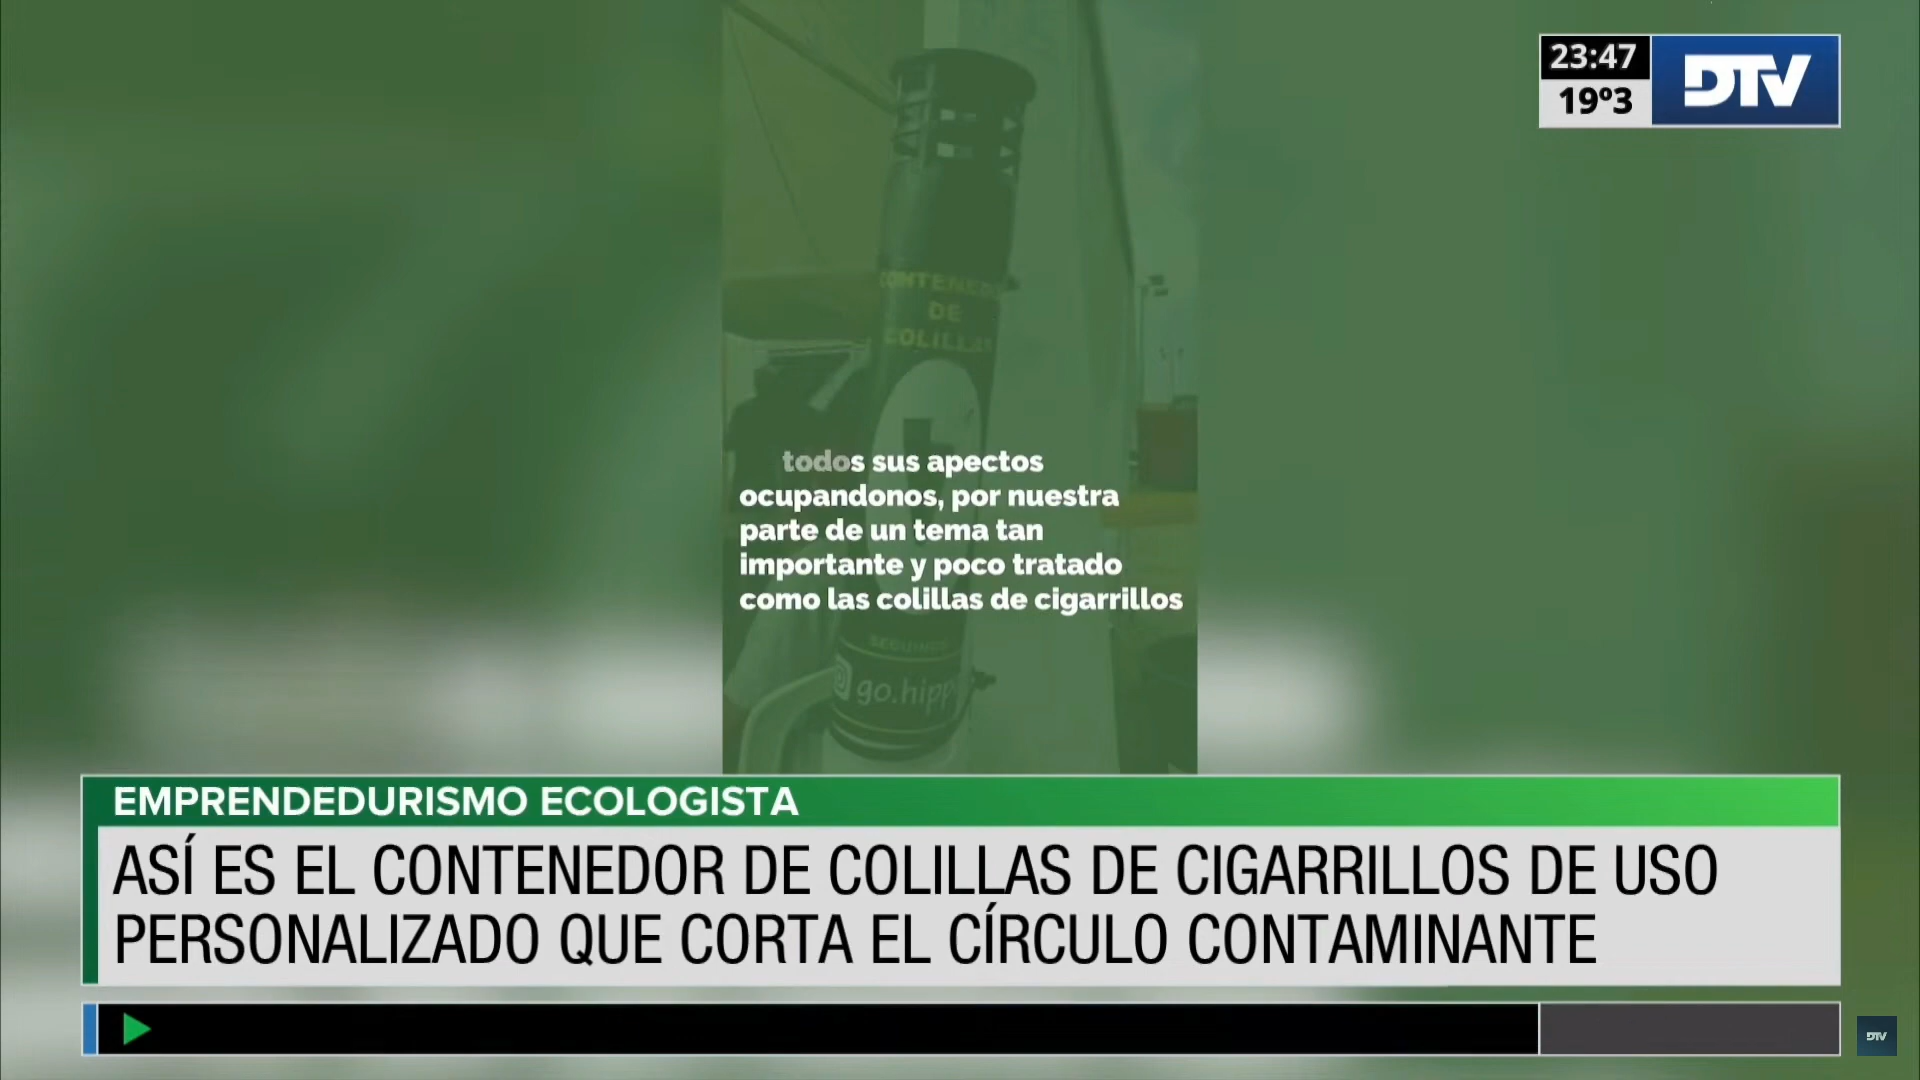 23:47
19º3
DTV
DE
COLILLAS
todos sus apectos
ocupandonos, por nuestra
parte de un tema tan
importante y poco tratado
como las colillas de cigarrillos
go.hipp
EMPRENDEDURISMO ECOLOGISTA
ASÍ ES EL CONTENEDOR DE COLILLAS DE CIGARRILLOS DE USO
PERSONALIZADO QUE CORTA EL CÍRCULO CONTAMINANTE
DTV